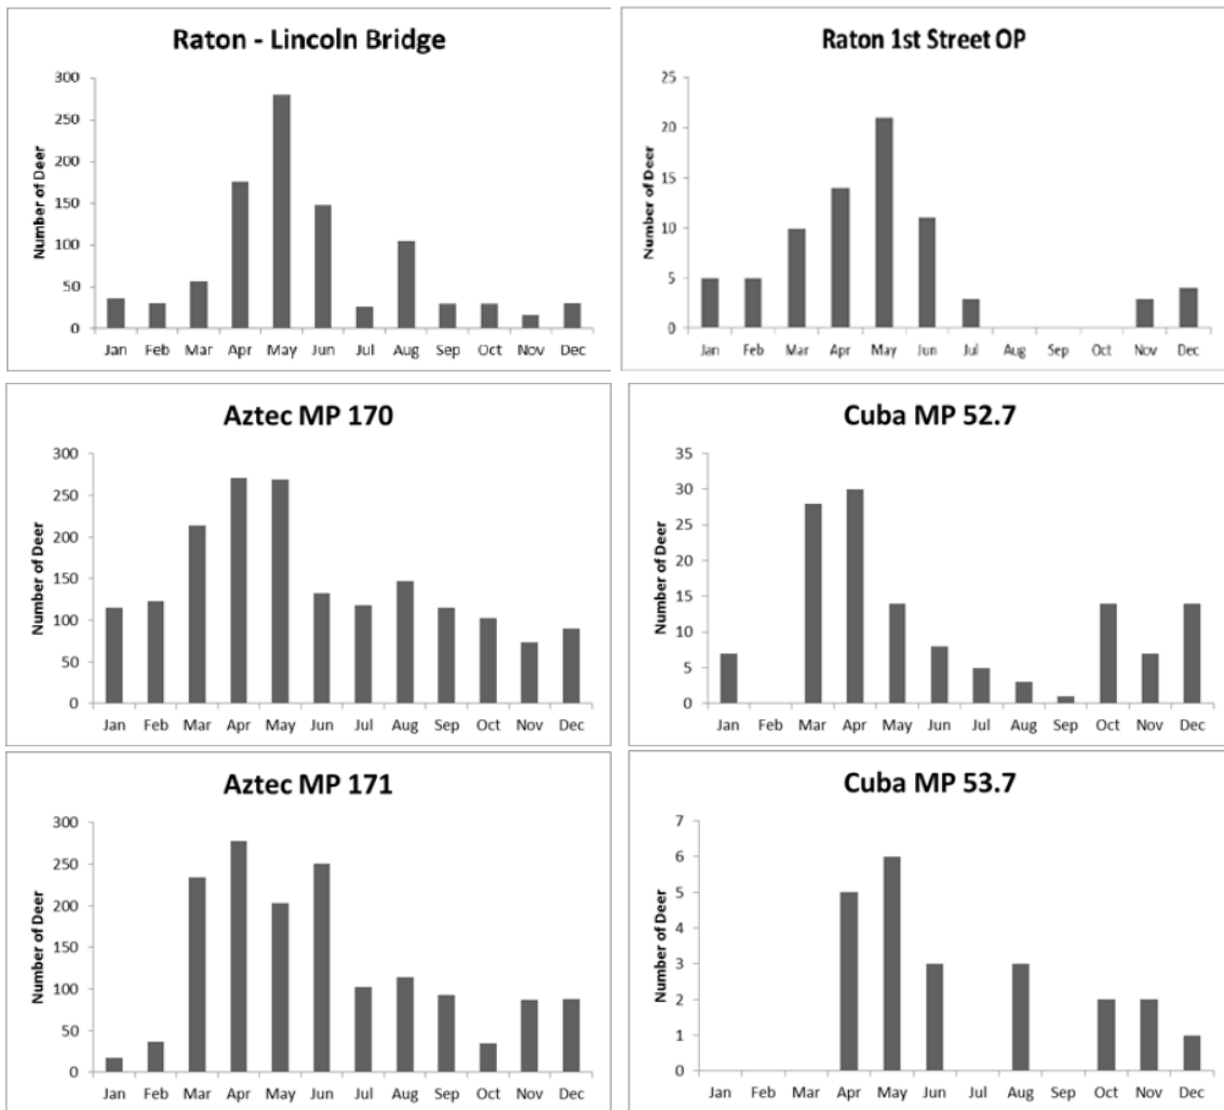 Raton - Lincoln Bridge
Number of Deer
300
250
200
150
100
50
0
Jan Feb Mar Apr May Jun Jul Aug Sep Oct Nov Dec
Raton 1st Street OP
Number of Deer
25
20
15
10
5
0
Jan Feb Mar Apr May Jun Jul Aug Sep Oct Nov Dec
Aztec MP 170
Number of Deer
300
250
200
150
100
50
0
Jan Feb Mar Apr May Jun Jul Aug Sep Oct Nov Dec
Cuba MP 52.7
Number of Deer
35
30
25
20
15
10
5
0
Jan Feb Mar Apr May Jun Jul Aug Sep Oct Nov Dec
Aztec MP 171
Number of Deer
300
250
200
150
100
50
0
Jan Feb Mar Apr May Jun Jul Aug Sep Oct Nov Dec
Cuba MP 53.7
Number of Deer
7
6
5
4
3
2
1
0
Jan Feb Mar Apr May Jun Jul Aug Sep Oct Nov Dec